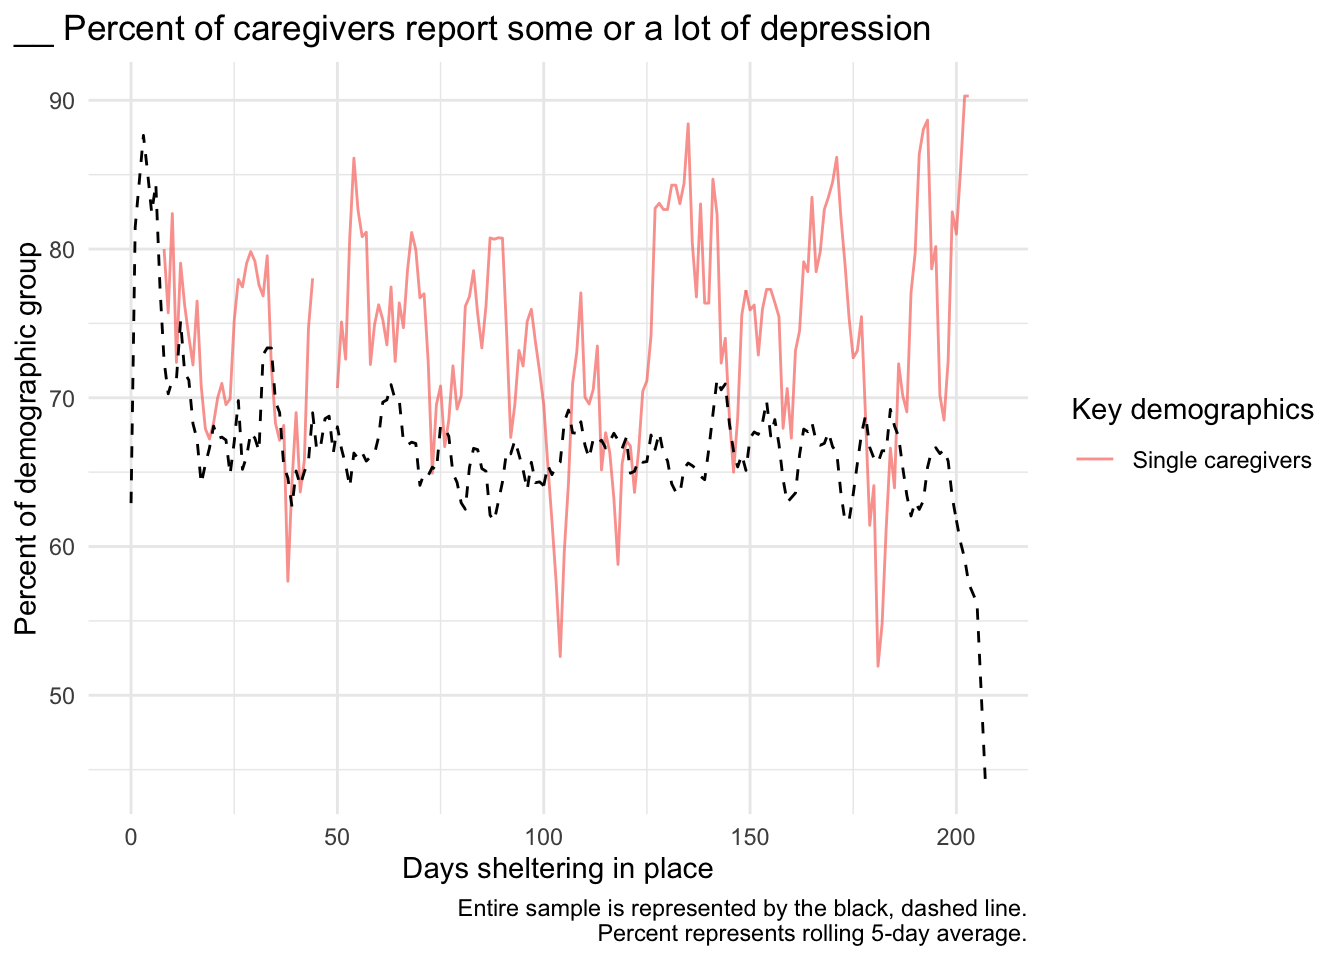 __ Percent of caregivers report some or a lot of depression
Percent of demographic group
90
80
70
60
50
0 50 100 150 200
Days sheltering in place
Key demographics
Single caregivers
Entire sample is represented by the black, dashed line.
Percent represents rolling 5-day average.